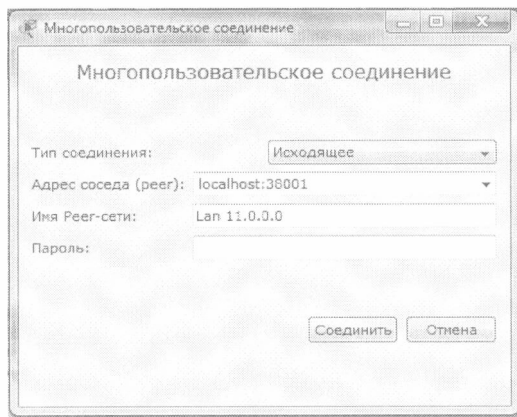 Многопользовательское соединение
Многопользовательское соединение
Тип соединения: Исходящее
Адрес соседа (peer): localhost:38001
Имя Peer-сети: Lan 11.0.0.0
Пароль:
Соединить Отмена